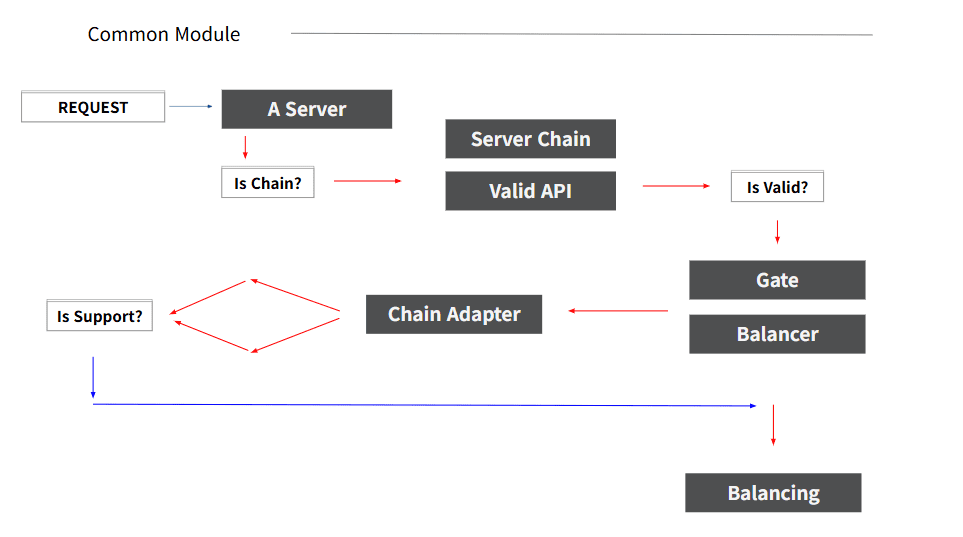 Common Module
REQUEST
A Server
Server Chain
Is Chain?
Valid API
Is Valid?
Gate
Balancer
Chain Adapter
Is Support?
Balancing